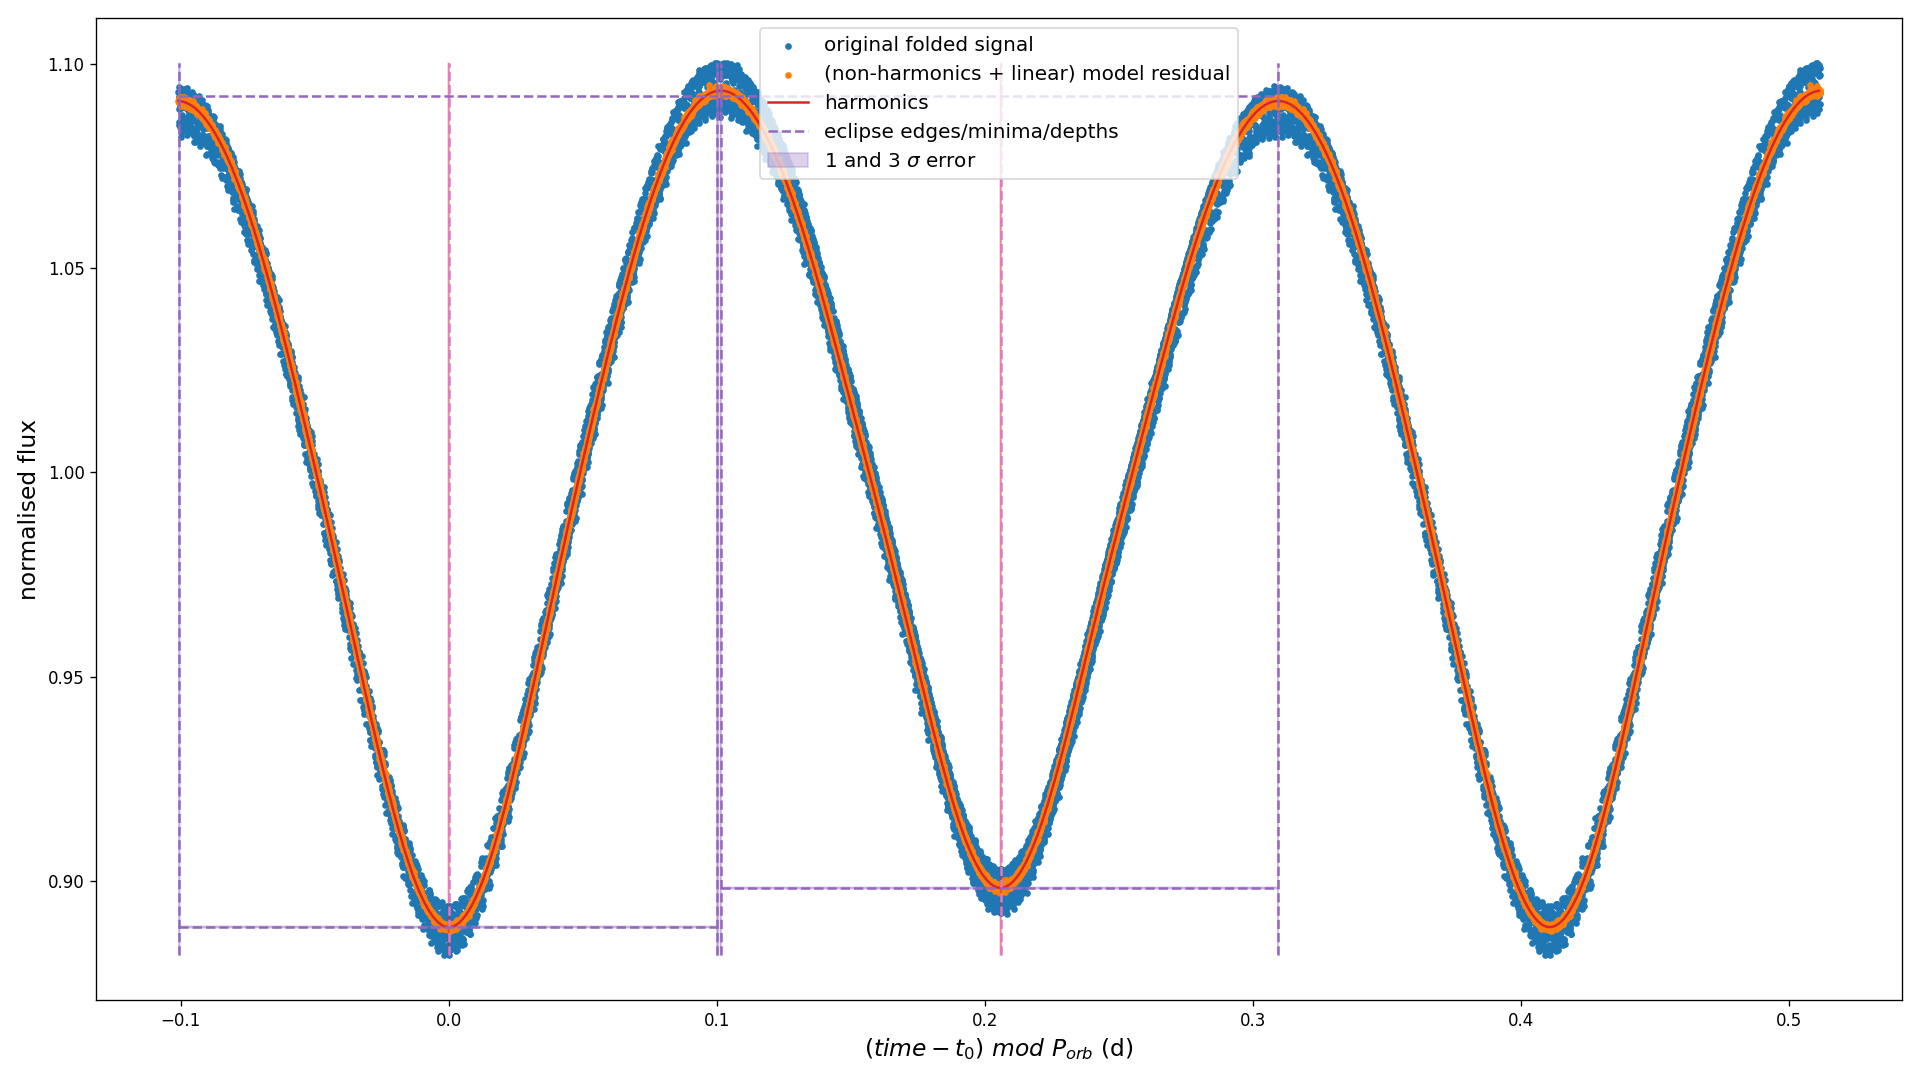 original folded signal
(non-harmonics + linear) model residual
harmonics
eclipse edges/minima/depths
1 and 3 σ error
1.10
1.05
1.00
0.95
0.90
normalised flux
−0.1 0.0 0.1 0.2 0.3 0.4 0.5
(time − t₀) mod Pₒᵣb (d)